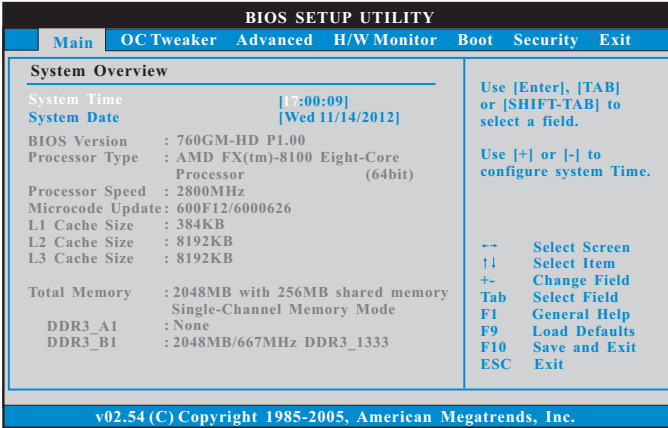 BIOS SETUP UTILITY
Main OC Tweaker Advanced H/W Monitor Boot Security Exit
System Overview
System Time [17:00:09]
System Date [Wed 11/14/2012]
BIOS Version : 760GM-HD P1.00
Processor Type : AMD FX(tm)-8100 Eight-Core
Processor (64bit)
Processor Speed : 2800MHz
Microcode Update : 600F12/6000626
L1 Cache Size : 384KB
L2 Cache Size : 8192KB
L3 Cache Size : 8192KB
Total Memory : 2048MB with 256MB shared memory
Single-Channel Memory Mode
DDR3_A1 : None
DDR3_B1 : 2048MB/667MHz DDR3_1333
Use [Enter], [TAB]
or [SHIFT-TAB] to
select a field.
Use [+] or [-] to
configure system Time.
←→ Select Screen
↑↓ Select Item
+- Change Field
Tab Select Field
F1 General Help
F9 Load Defaults
F10 Save and Exit
ESC Exit
v02.54 (C) Copyright 1985-2005, American Megatrends, Inc.